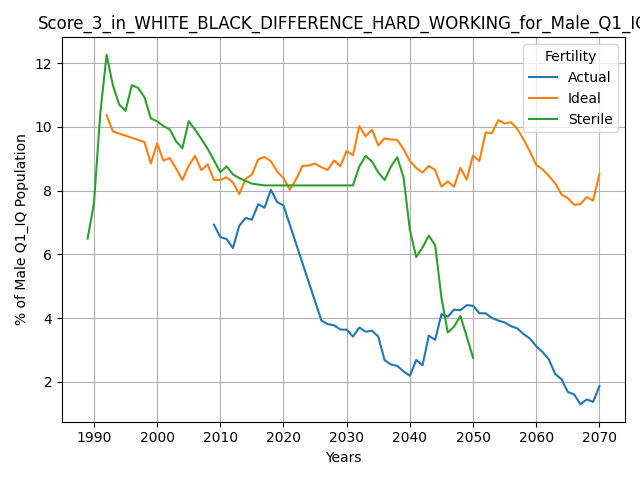 Score_3_in_WHITE_BLACK_DIFFERENCE_HARD_WORKING_for_Male_Q1_IQ
Fertility
Actual
Ideal
Sterile
% of Male Q1_IQ Population
12
10
8
6
4
2
1990 2000 2010 2020 2030 2040 2050 2060 2070
Years